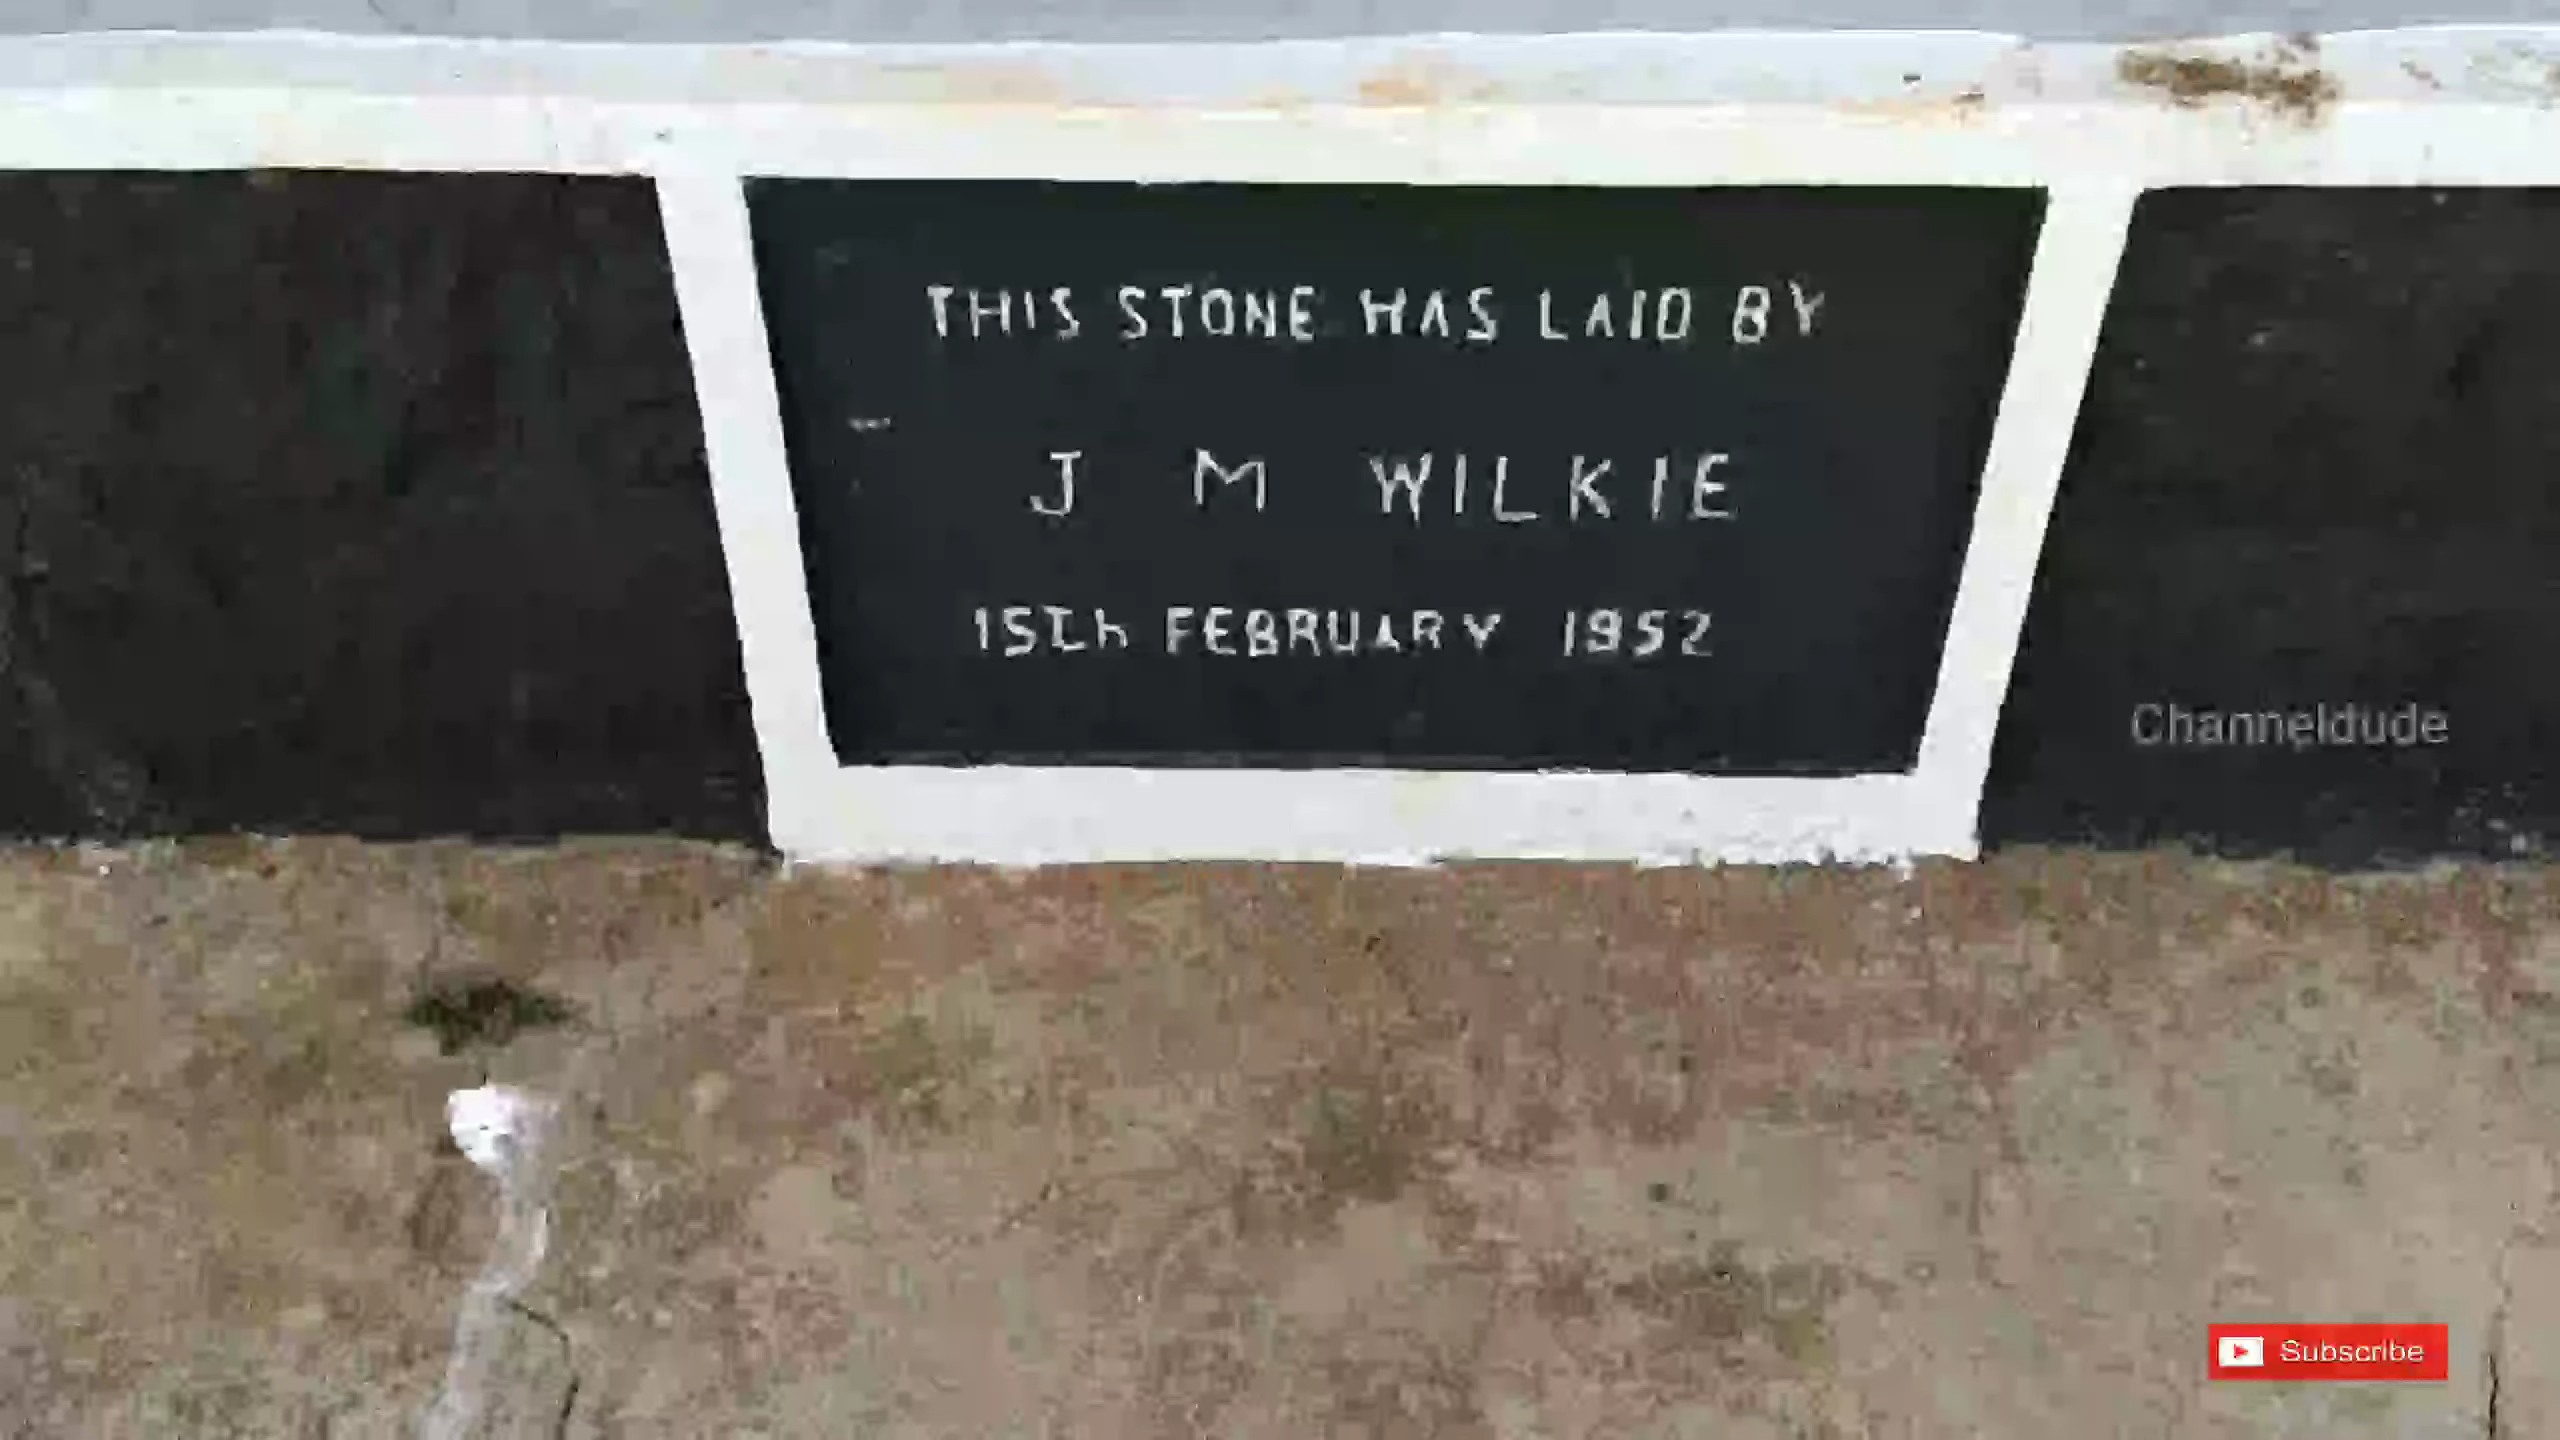 THIS STONE HAS LAID BY
J M WILKIE
15th FEBRUARY 1952
Channeldude
Subscribe